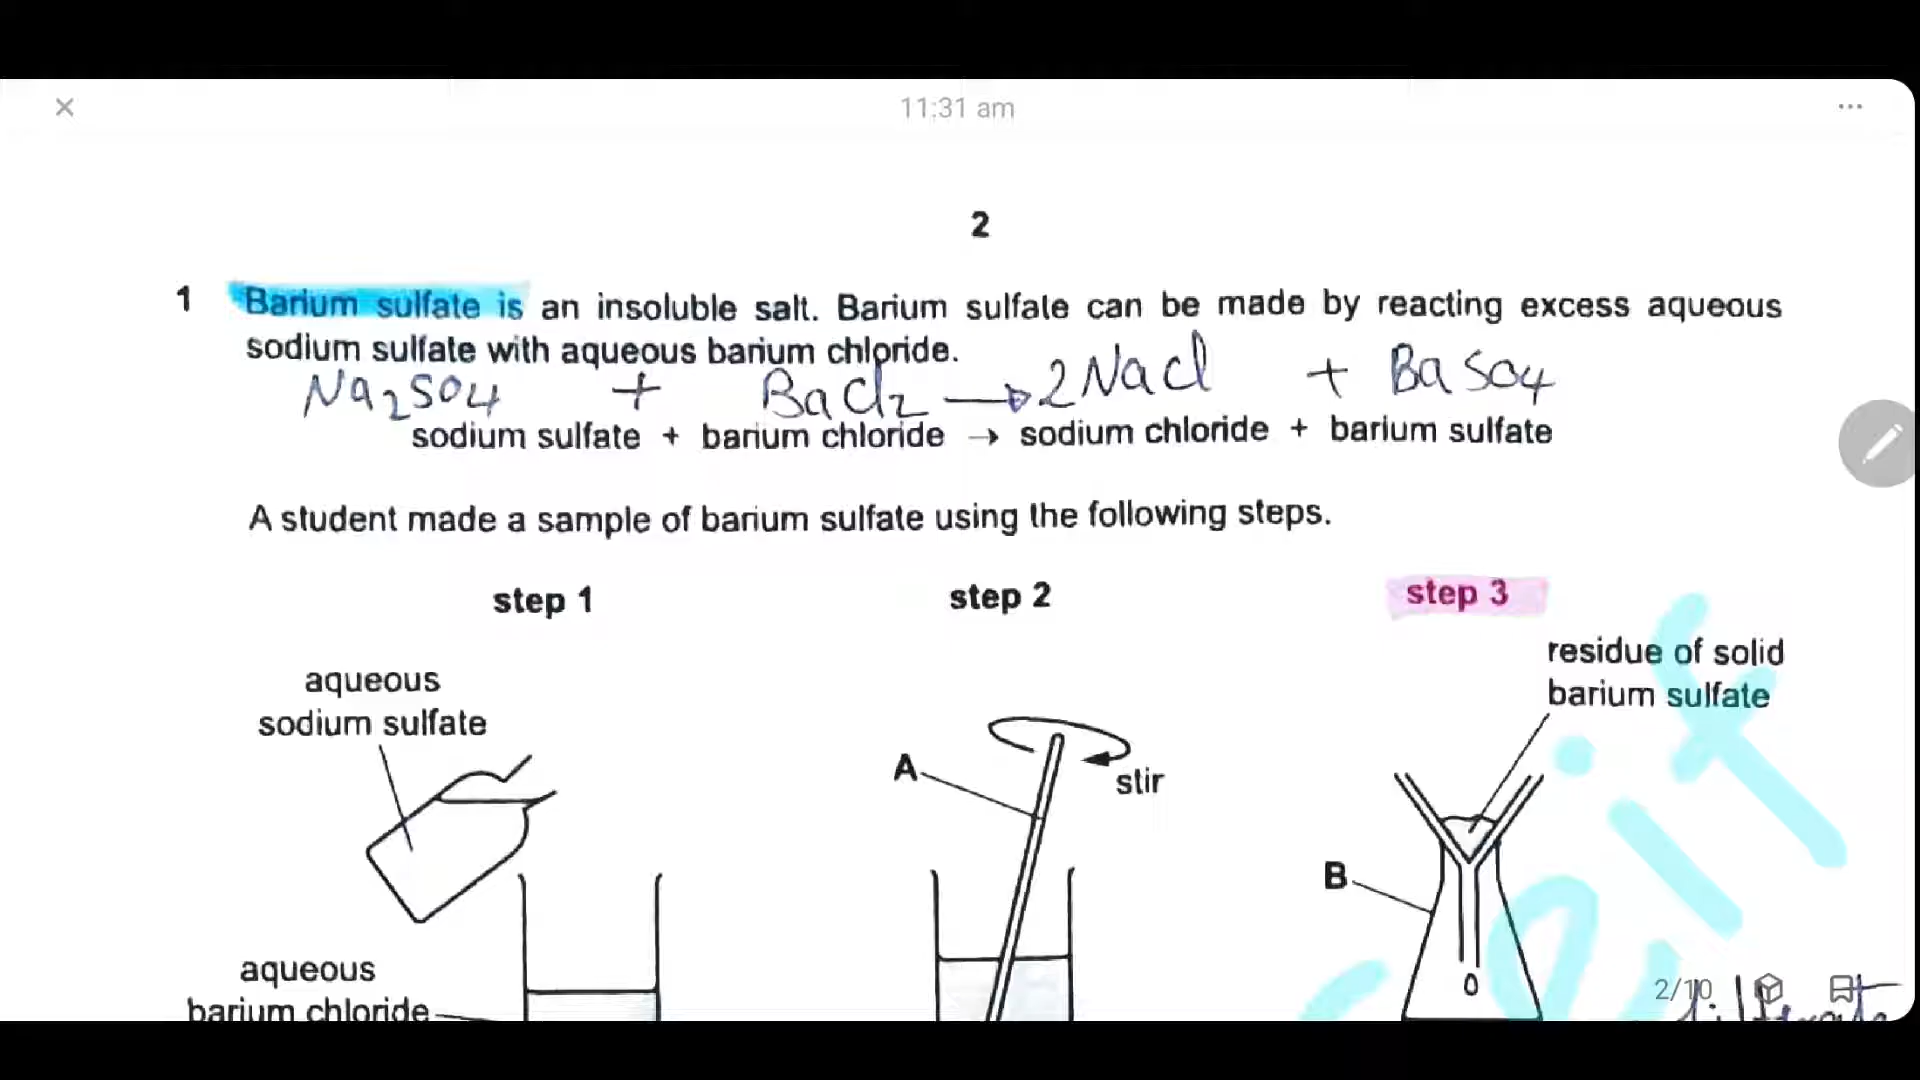 11:31 am
2
1 Barium sulfate is an insoluble salt. Barium sulfate can be made by reacting excess aqueous
sodium sulfate with aqueous barium chloride.
Na2SO4 + BaCl2 → 2NaCl + BaSO4
sodium sulfate + barium chloride → sodium chloride + barium sulfate
A student made a sample of barium sulfate using the following steps.
step 1
step 2
step 3
aqueous
sodium sulfate
A
stir
residue of solid
barium sulfate
B
aqueous
barium chloride
2/10